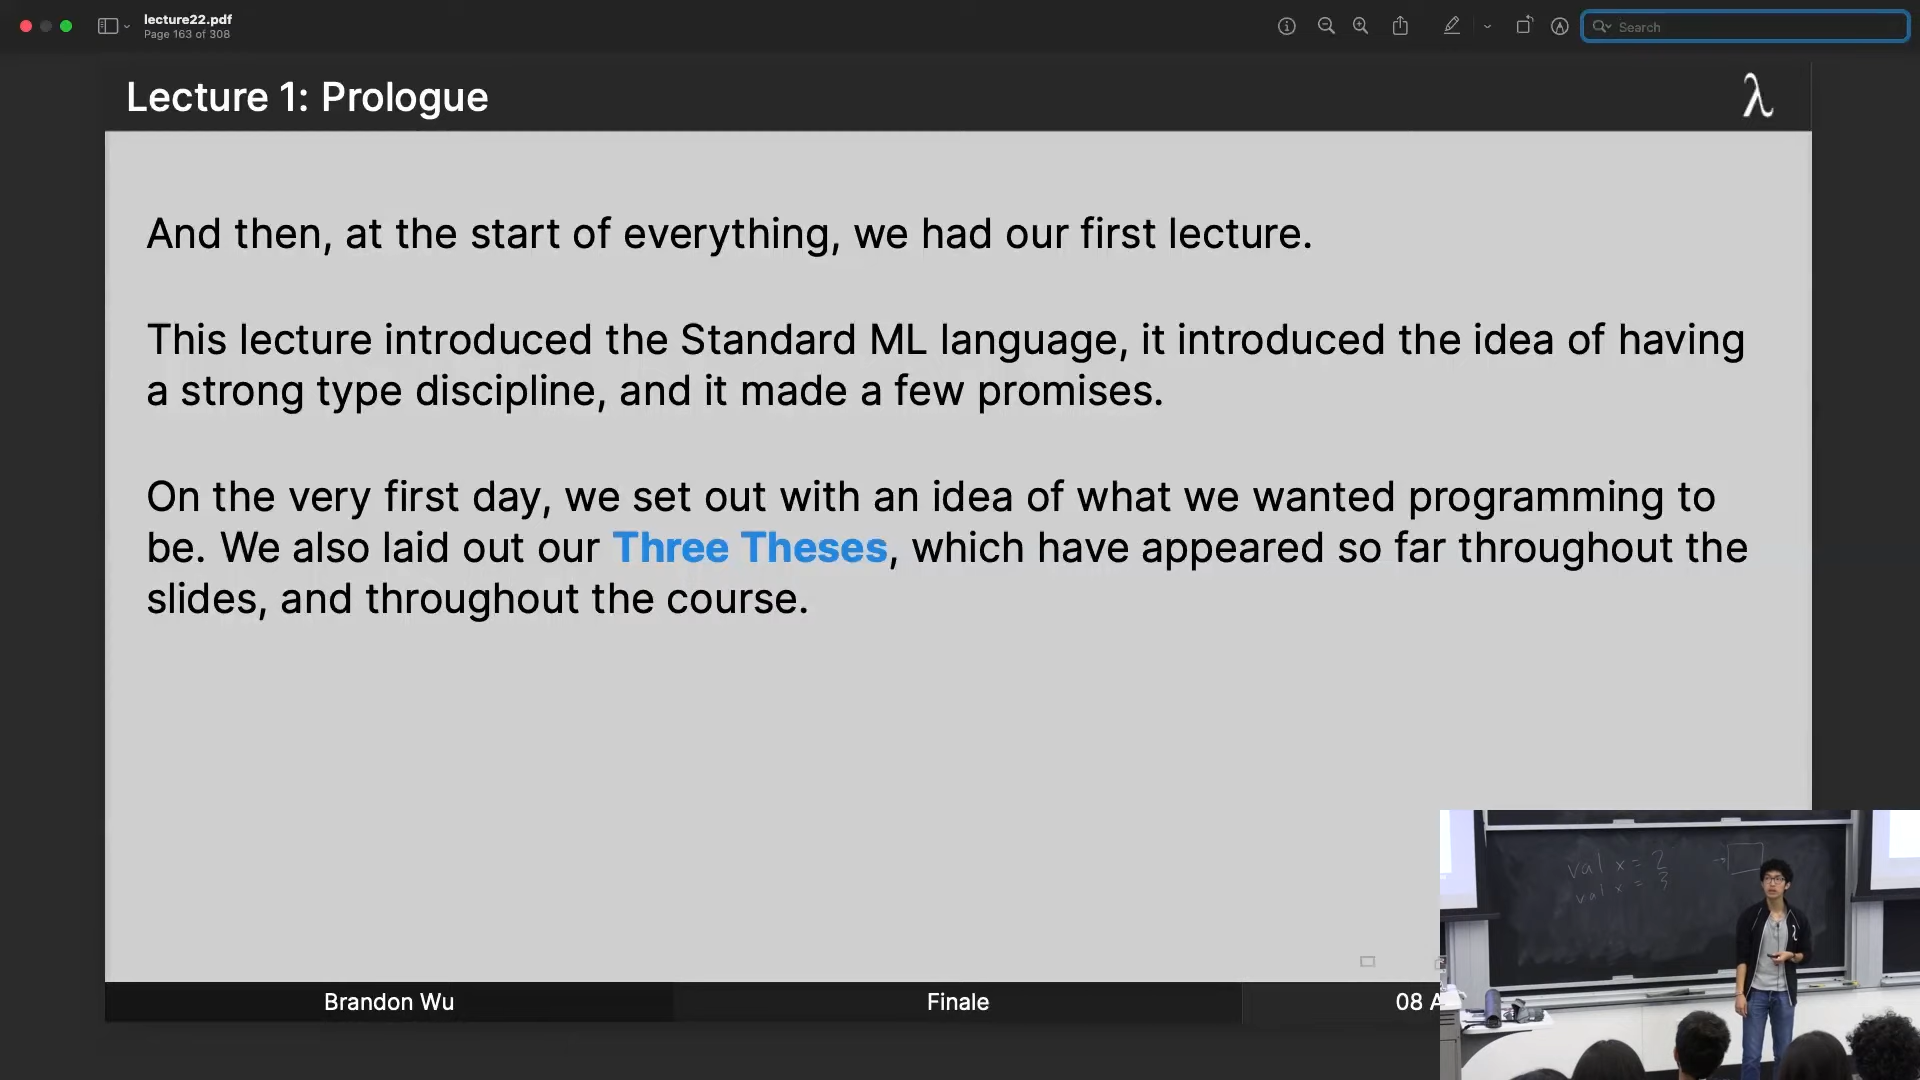 lecture22.pdf
Page 163 of 308
Search
Lecture 1: Prologue
λ
And then, at the start of everything, we had our first lecture.
This lecture introduced the Standard ML language, it introduced the idea of having
a strong type discipline, and it made a few promises.
On the very first day, we set out with an idea of what we wanted programming to
be. We also laid out our Three Theses, which have appeared so far throughout the
slides, and throughout the course.
val x = 2
val x = 3
λ
Brandon Wu
Finale
08 A